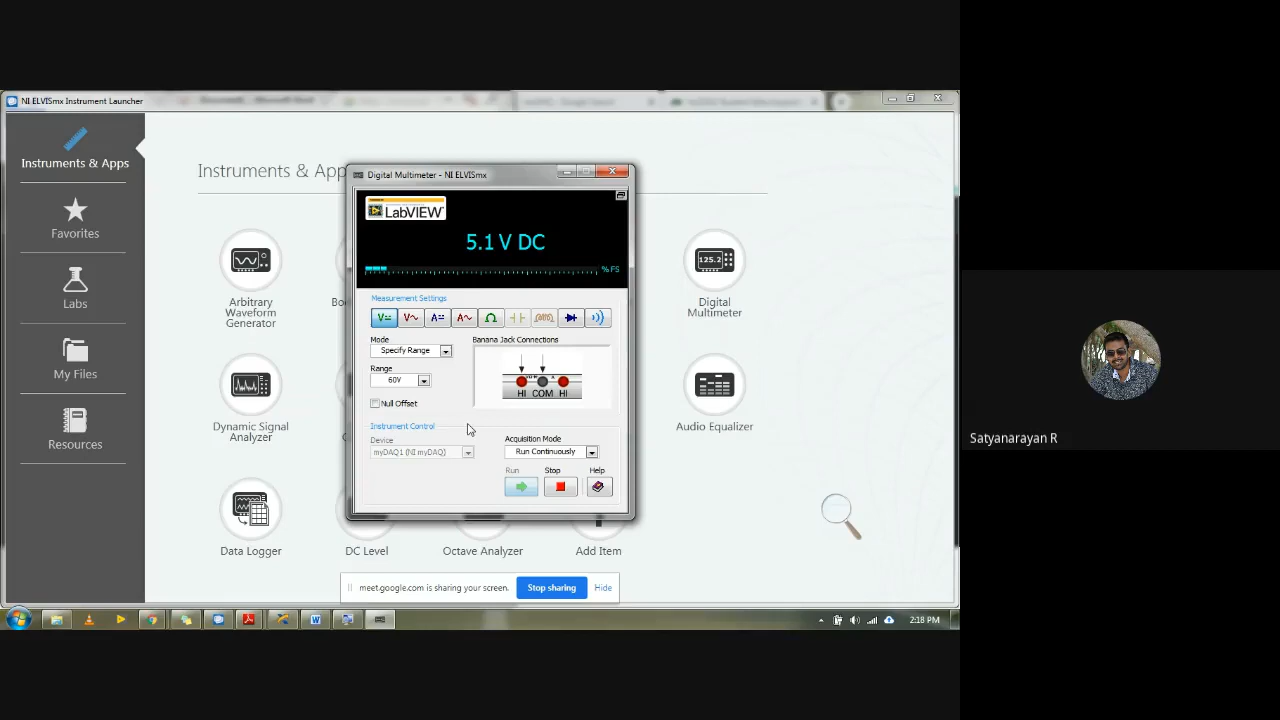 NI ELVISmx Instrument Launcher
Instruments & Apps
Favorites
Labs
My Files
Resources
Instruments & App
Arbitrary
Waveform
Generator
Digital
Multimeter
Dynamic Signal
Analyzer
Audio Equalizer
Data Logger
DC Level
Octave Analyzer
Add Item
Digital Multimeter - NI ELVISmx
LabVIEW
5.1 V DC
% FS
Measurement Settings
V
V
A
A
Ω
Mode
Specify Range
Range
60V
Null Offset
Banana Jack Connections
HI COM HI
Instrument Control
Device
myDAQ1 (NI myDAQ)
Acquisition Mode
Run Continuously
Run
Stop
Help
125.2
meet.google.com is sharing your screen.
Stop sharing
Hide
2:18 PM
Satyanarayan R